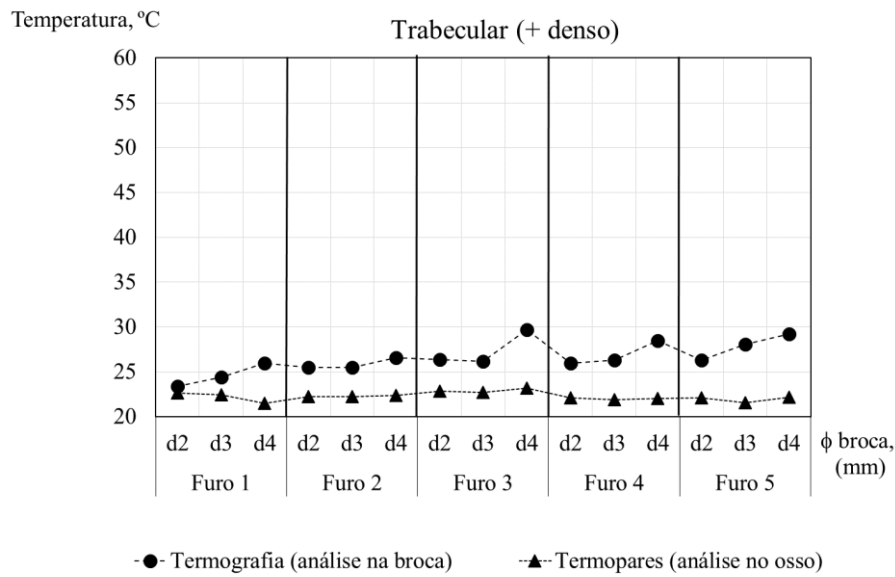 Temperatura, ºC
Trabecular (+ denso)
60
55
50
45
40
35
30
25
20
d2 d3 d4 d2 d3 d4 d2 d3 d4 d2 d3 d4 d2 d3 d4 ϕ broca,
(mm)
Furo 1 Furo 2 Furo 3 Furo 4 Furo 5
Termografia (análise na broca) Termopares (análise no osso)